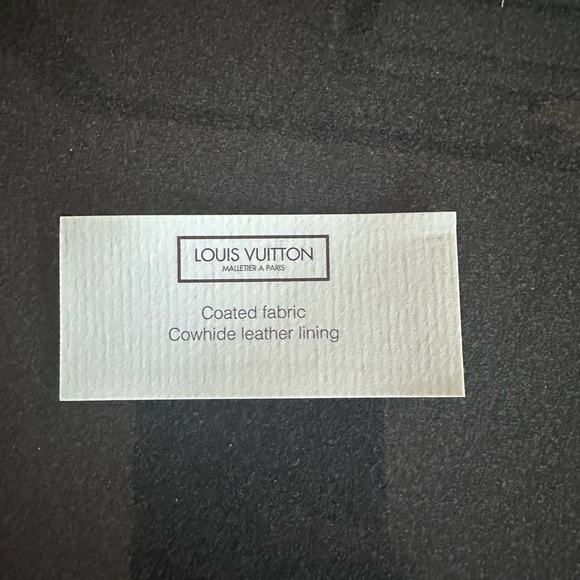 LOUIS VUITTON
MALLETIER A PARIS
Coated fabric
Cowhide leather lining